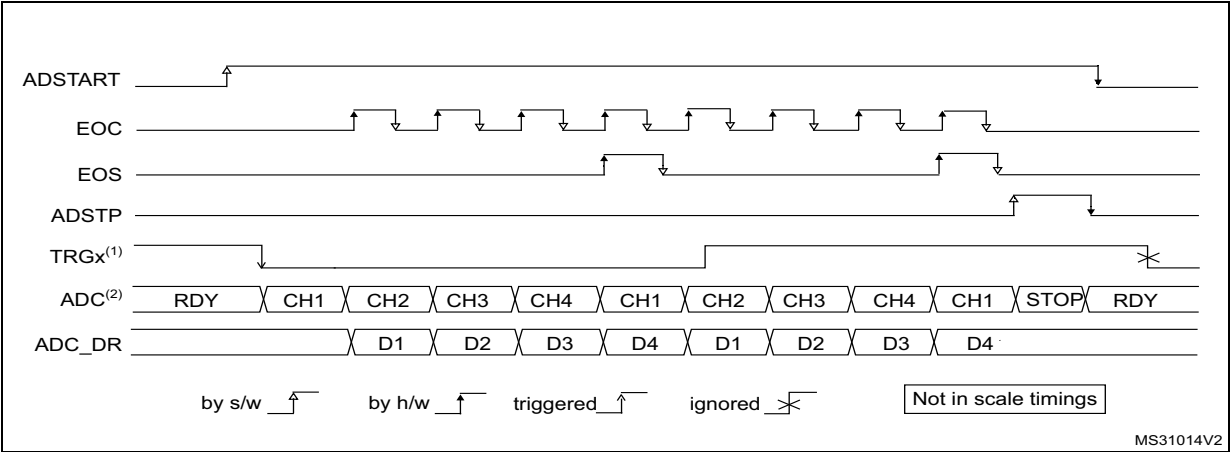 ADSTART
EOC
EOS
ADSTP
TRGx(1)
ADC(2) RDY CH1 CH2 CH3 CH4 CH1 CH2 CH3 CH4 CH1 STOP RDY
ADC_DR D1 D2 D3 D4 D1 D2 D3 D4
by s/w by h/w triggered ignored Not in scale timings
MS31014V2